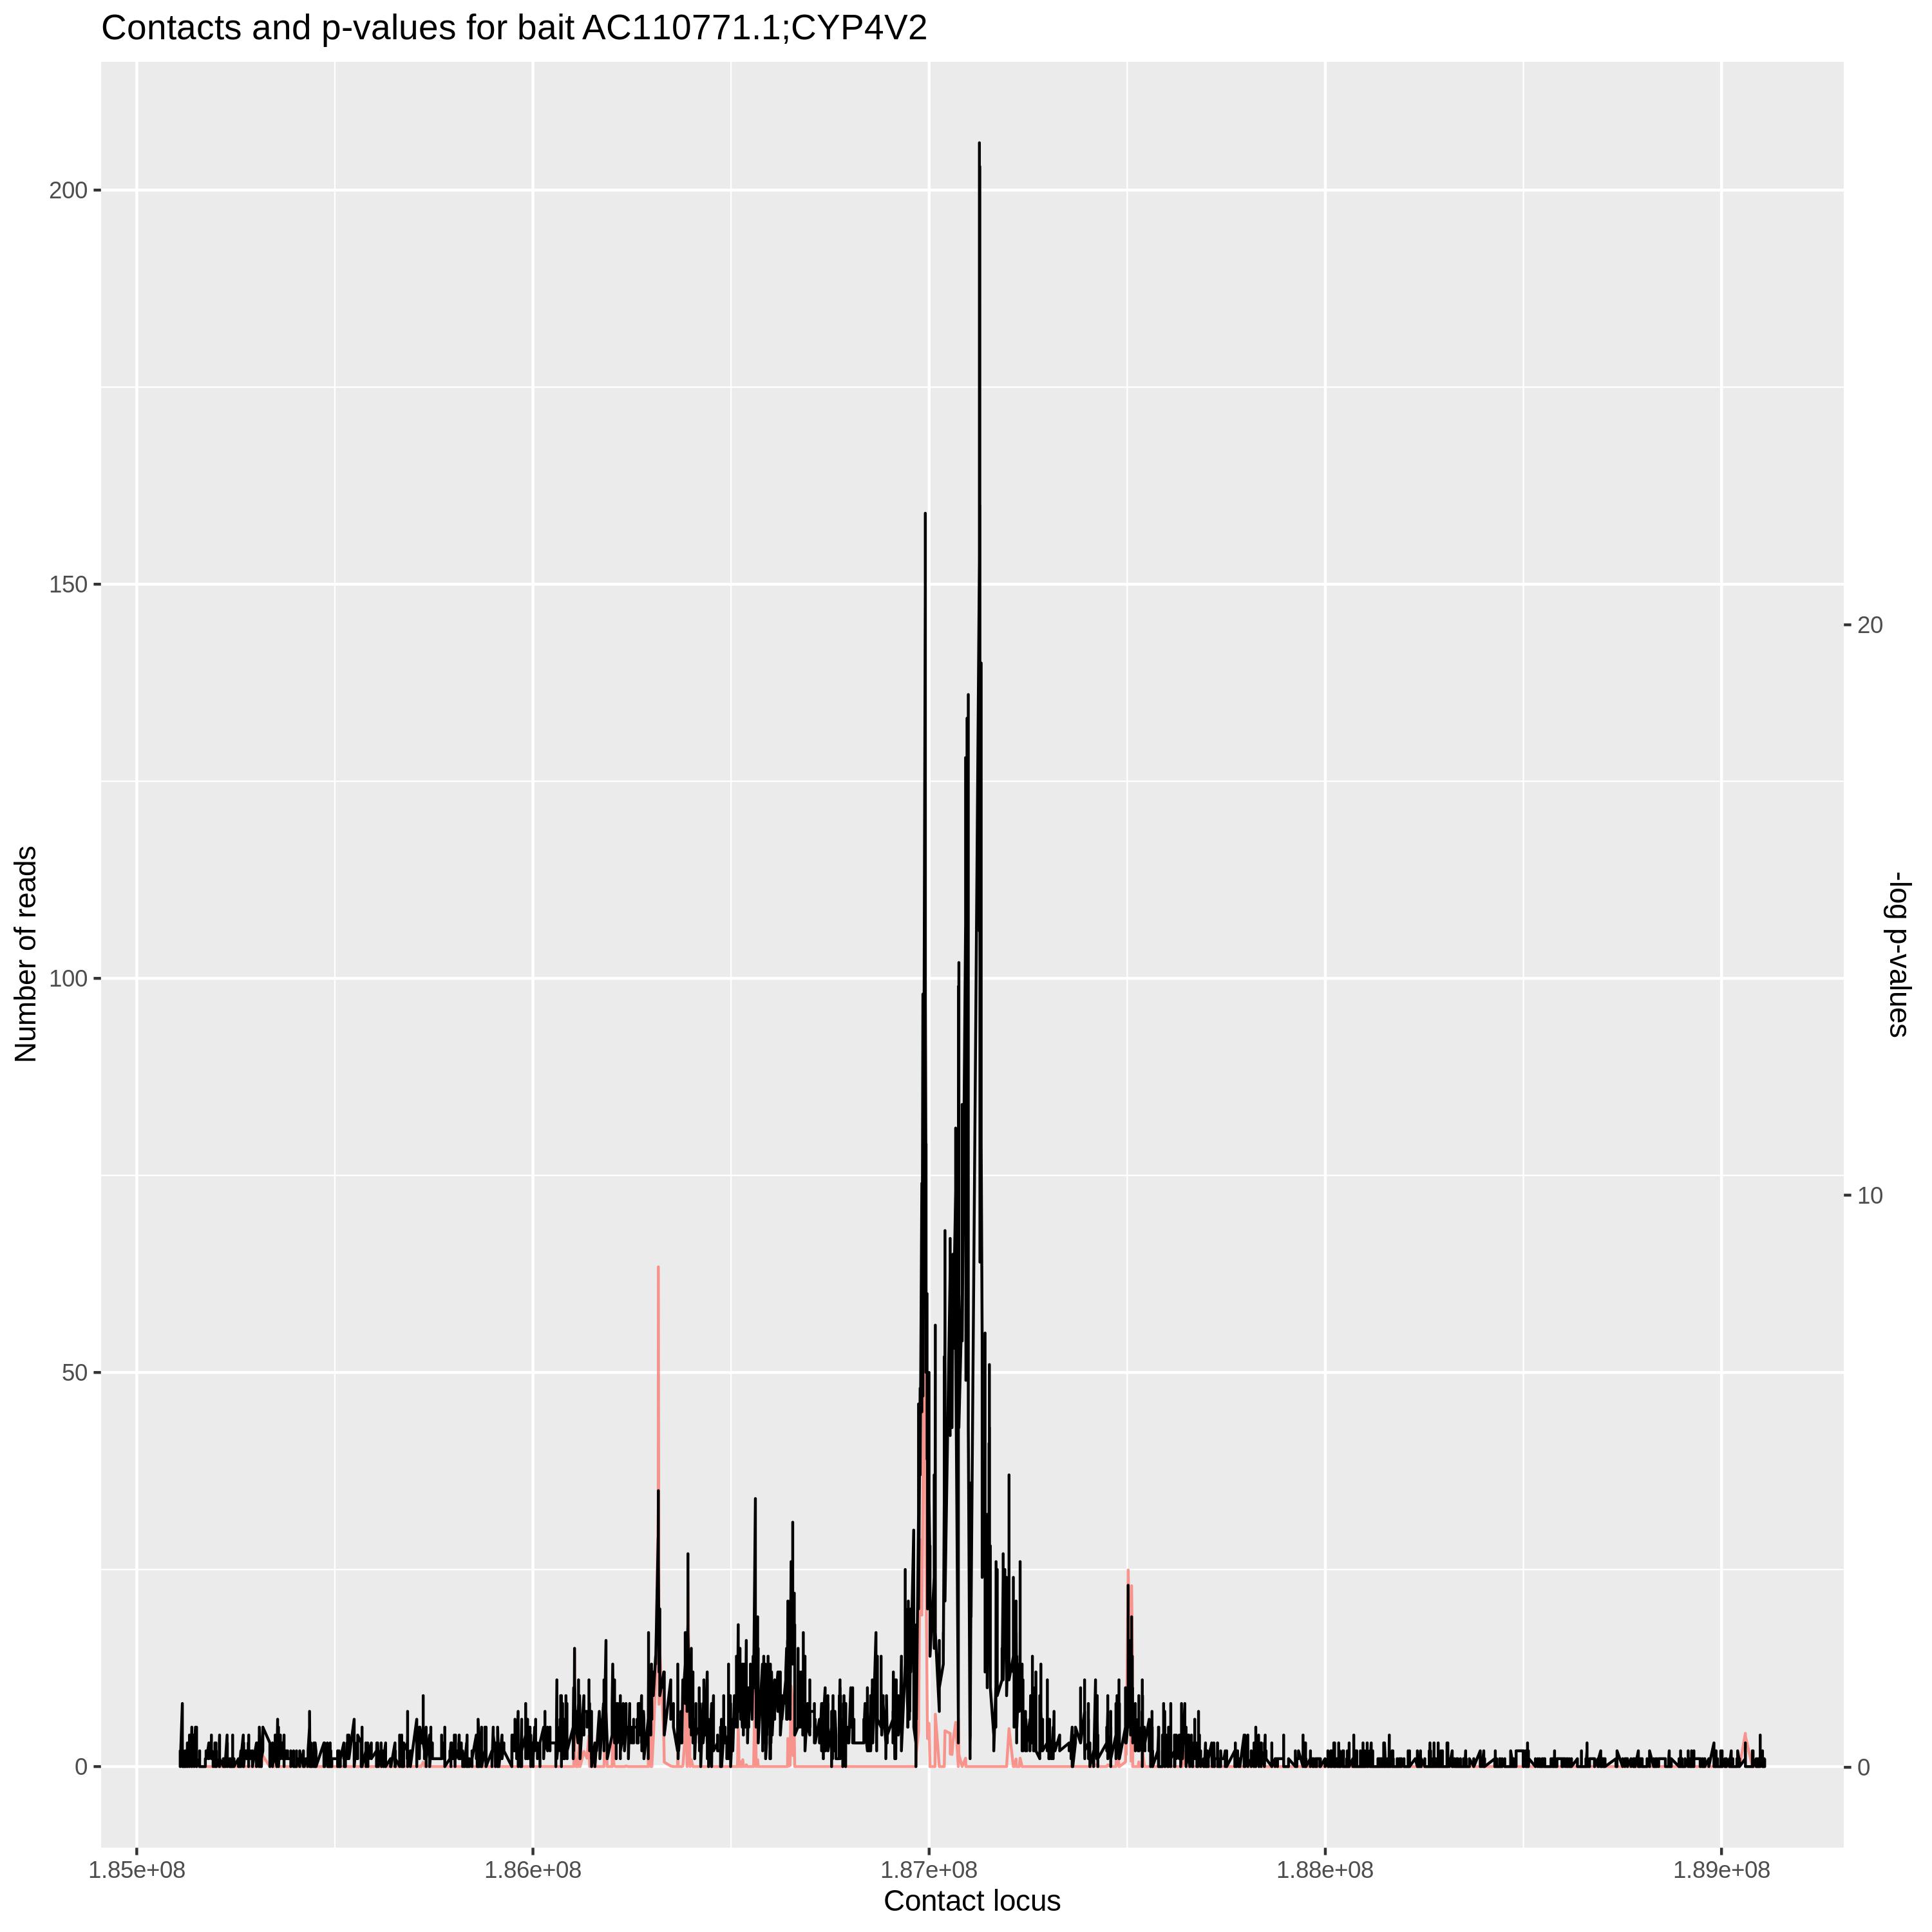 Contacts and p-values for bait AC110771.1;CYP4V2
Number of reads
200
150
100
50
0
20
10
0
-log p-values
1.85e+08
1.86e+08
1.87e+08
1.88e+08
1.89e+08
Contact locus